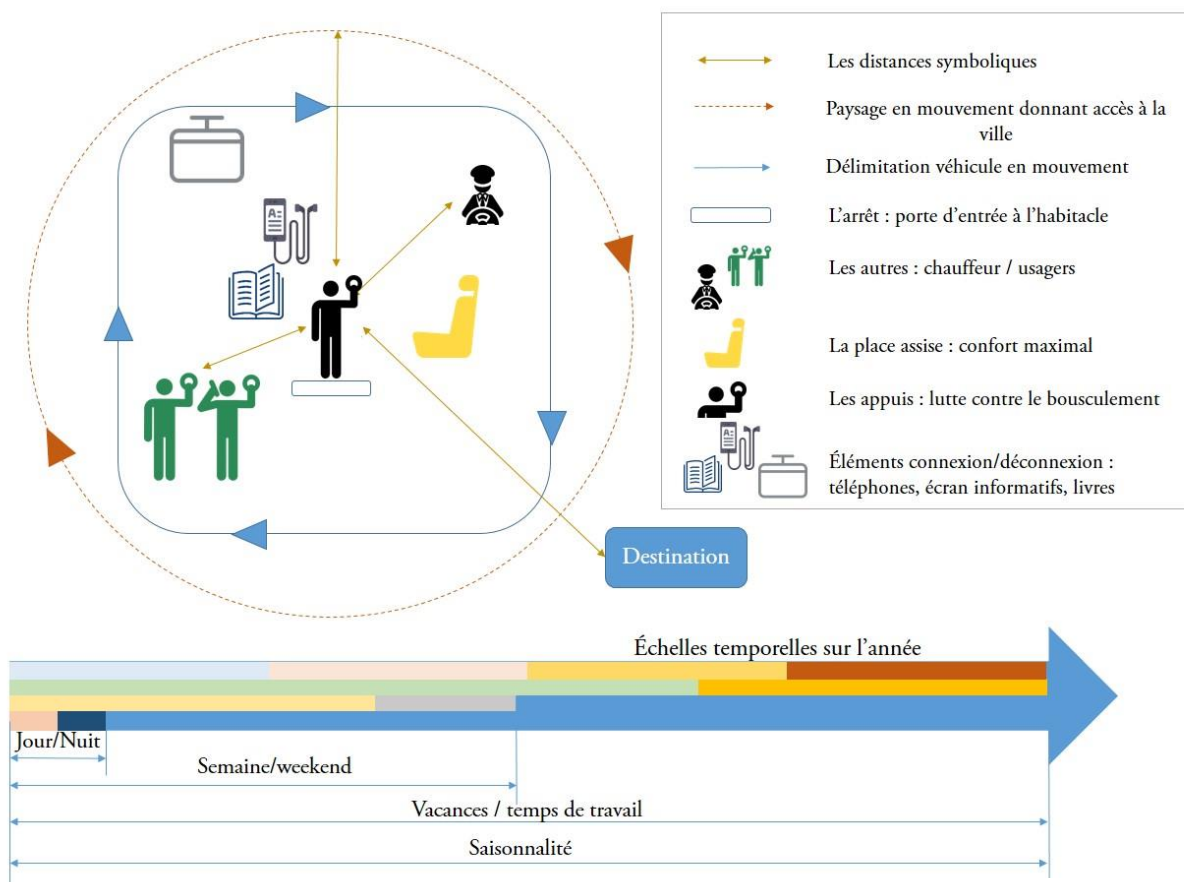 Les distances symboliques
Paysage en mouvement donnant accès à la
ville
Délimitation véhicule en mouvement
L'arrêt : porte d'entrée à l'habitacle
Les autres : chauffeur / usagers
La place assise : confort maximal
Les appuis : lutte contre le bousculement
Éléments connexion/déconnexion :
téléphones, écran informatifs, livres
Destination
Échelles temporelles sur l'année
Jour/Nuit
Semaine/weekend
Vacances / temps de travail
Saisonnalité